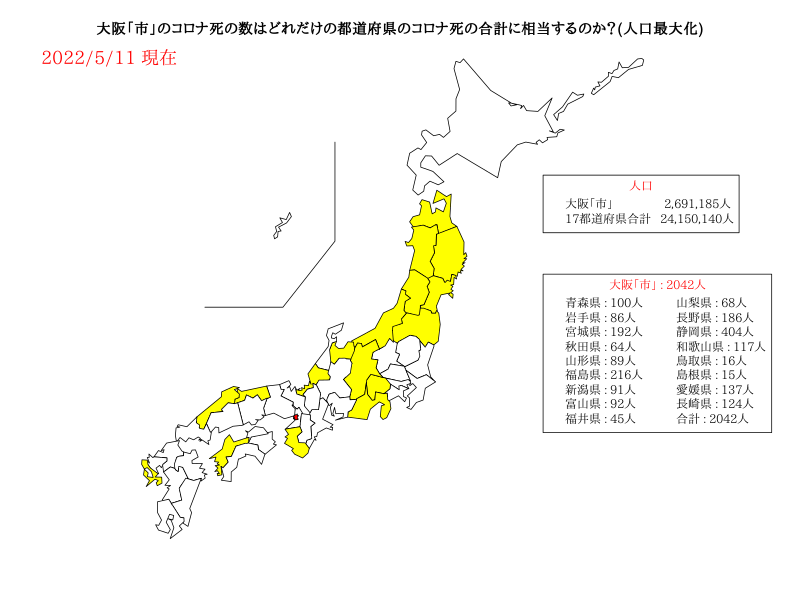 大阪「市」のコロナ死の数はどれだけの都道府県のコロナ死の合計に相当するのか?(人口最大化)
2022/5/11 現在
人口
大阪「市」 2,691,185人
17都道府県合計 24,150,140人
大阪「市」: 2042人
青森県 : 100人 山梨県 : 68人
岩手県 : 86人 長野県 : 186人
宮城県 : 192人 静岡県 : 404人
秋田県 : 64人 和歌山県 : 117人
山形県 : 89人 鳥取県 : 16人
福島県 : 216人 島根県 : 15人
新潟県 : 91人 愛媛県 : 137人
富山県 : 92人 長崎県 : 124人
福井県 : 45人 合計 : 2042人